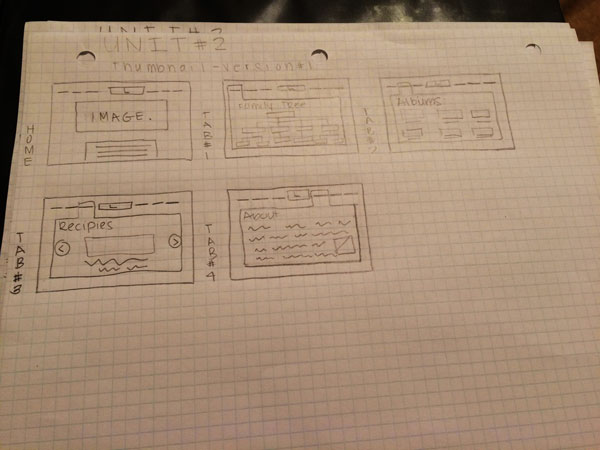 UNIT#2
UNIT#2
Thumbnail-version#1
HOME
IMAGE.
TAB#1
Family Tree
TAB#2
Albums
TAB#3
Recipies
TAB#4
About